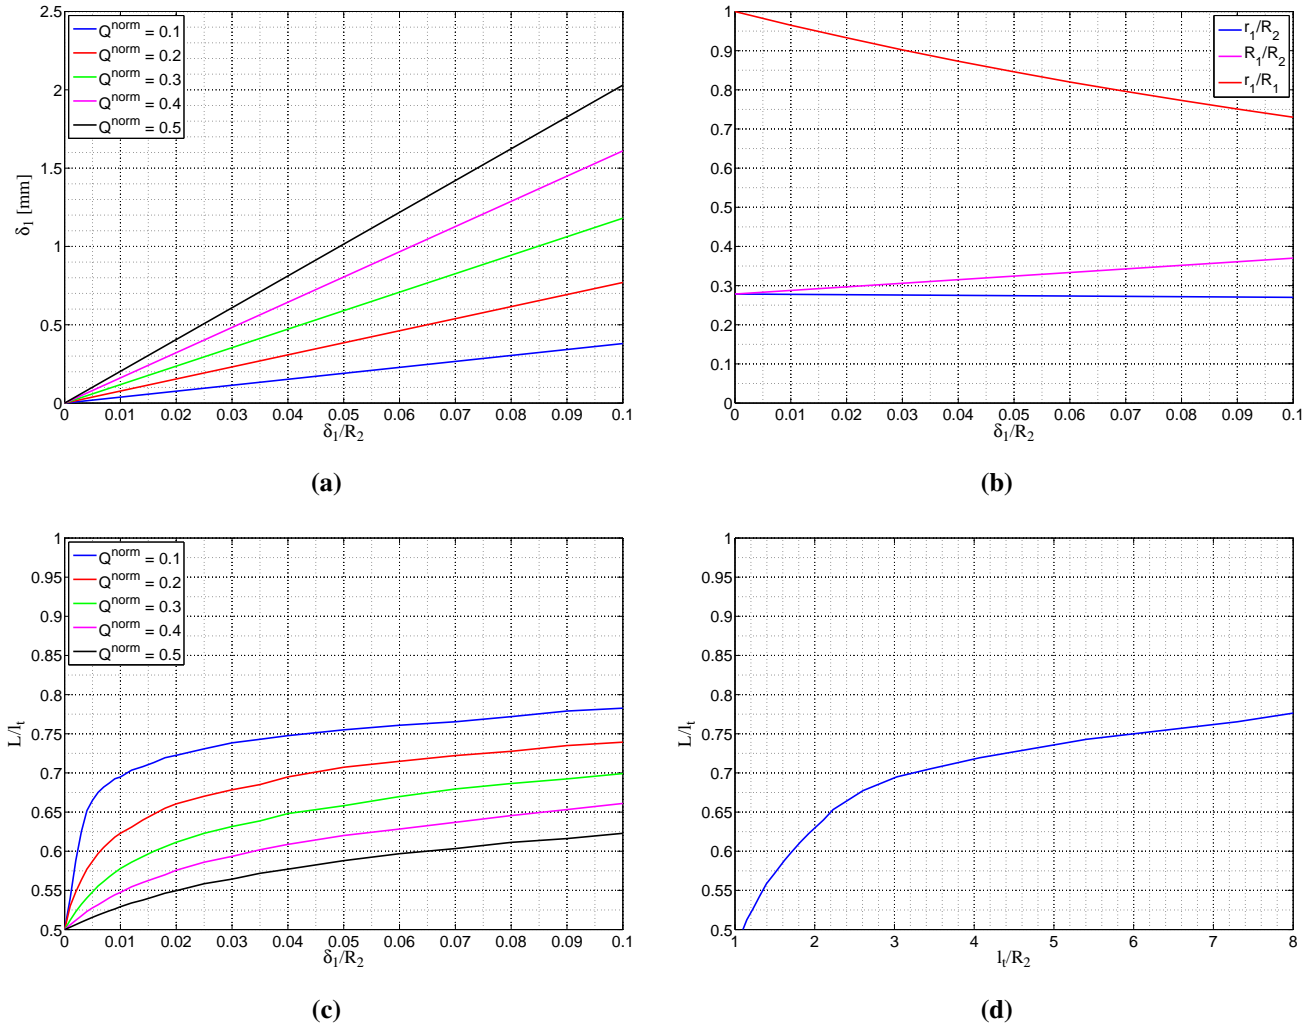 2.5
2
1.5
1
0.5
0
δ₁ [mm]
Q^norm = 0.1
Q^norm = 0.2
Q^norm = 0.3
Q^norm = 0.4
Q^norm = 0.5
0 0.01 0.02 0.03 0.04 0.05 0.06 0.07 0.08 0.09 0.1
δ₁/R₂
(a)
1
0.9
0.8
0.7
0.6
0.5
0.4
0.3
0.2
0.1
0
r₁/R₂
R₁/R₂
r₁/R₁
0 0.01 0.02 0.03 0.04 0.05 0.06 0.07 0.08 0.09 0.1
δ₁/R₂
(b)
1
0.95
0.9
0.85
0.8
0.75
0.7
0.65
0.6
0.55
0.5
L/lₜ
Q^norm = 0.1
Q^norm = 0.2
Q^norm = 0.3
Q^norm = 0.4
Q^norm = 0.5
0 0.01 0.02 0.03 0.04 0.05 0.06 0.07 0.08 0.09 0.1
δ₁/R₂
(c)
1
0.95
0.9
0.85
0.8
0.75
0.7
0.65
0.6
0.55
0.5
L/lₜ
1 2 3 4 5 6 7 8
lₜ/R₂
(d)